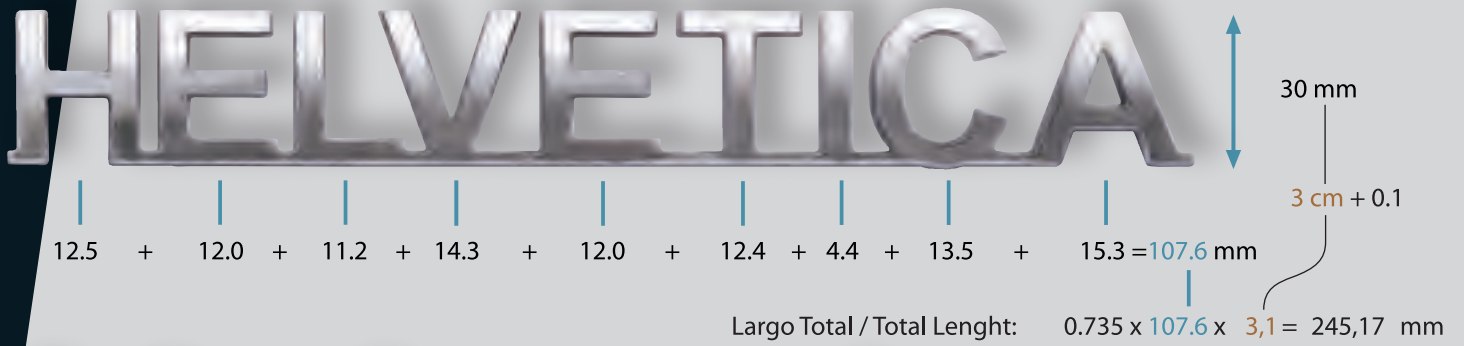 HELVETICA
30 mm
3 cm + 0.1
12.5 + 12.0 + 11.2 + 14.3 + 12.0 + 12.4 + 4.4 + 13.5 + 15.3 =107.6 mm
Largo Total / Total Lenght: 0.735 x 107.6 x 3,1 = 245,17 mm